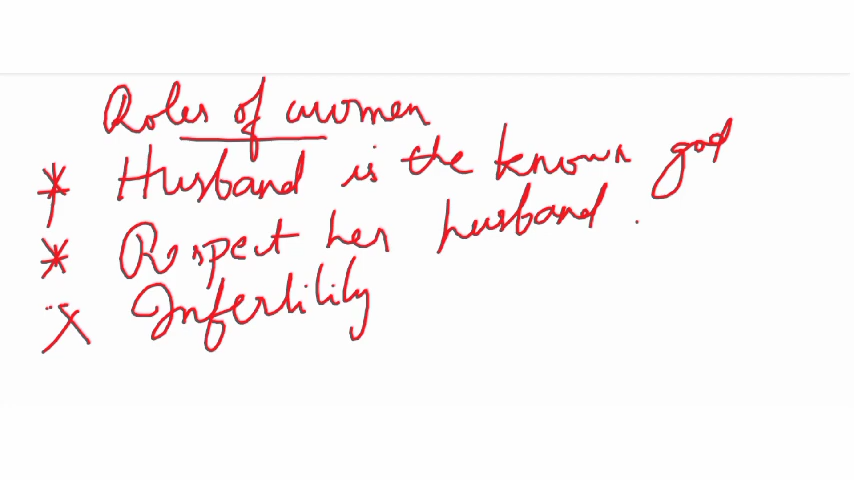 Roles of women
* Husband is the known god
* Respect her husband.
* Infertility